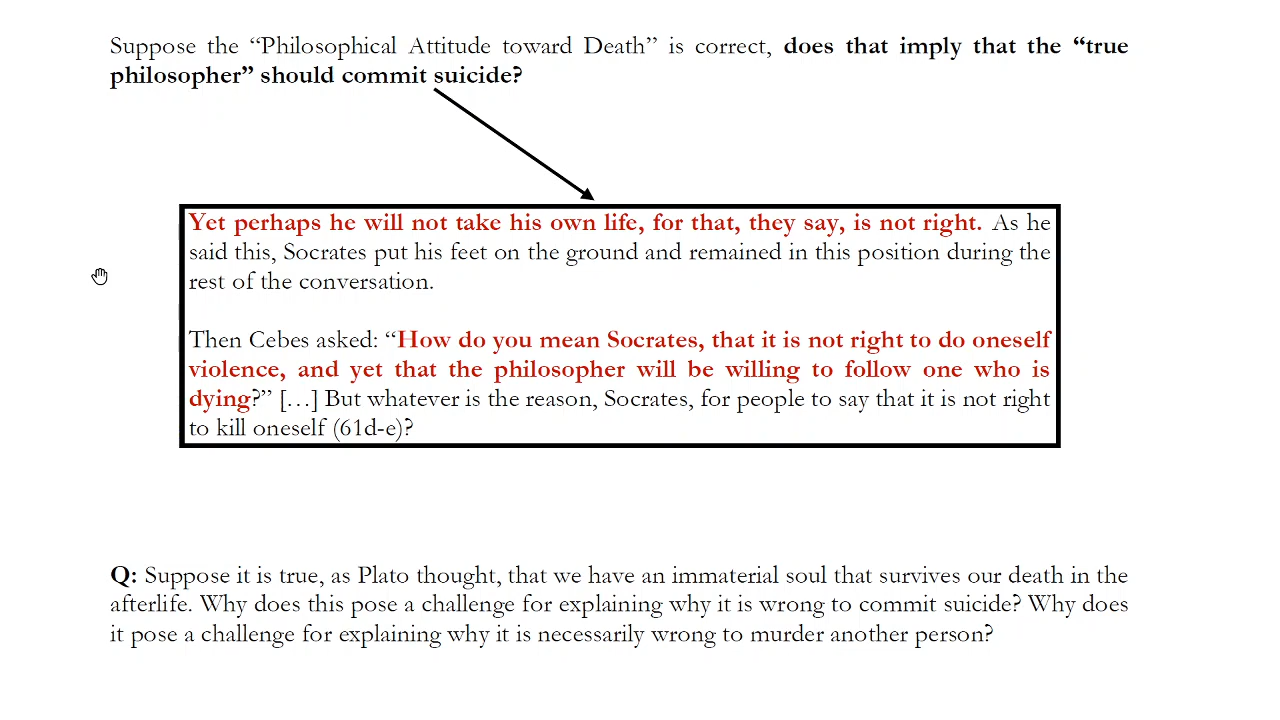 Suppose the “Philosophical Attitude toward Death” is correct, does that imply that the “true
philosopher” should commit suicide?
Yet perhaps he will not take his own life, for that, they say, is not right. As he
said this, Socrates put his feet on the ground and remained in this position during the
rest of the conversation.
Then Cebes asked: “How do you mean Socrates, that it is not right to do oneself
violence, and yet that the philosopher will be willing to follow one who is
dying?” […] But whatever is the reason, Socrates, for people to say that it is not right
to kill oneself (61d-e)?
Q: Suppose it is true, as Plato thought, that we have an immaterial soul that survives our death in the
afterlife. Why does this pose a challenge for explaining why it is wrong to commit suicide? Why does
it pose a challenge for explaining why it is necessarily wrong to murder another person?